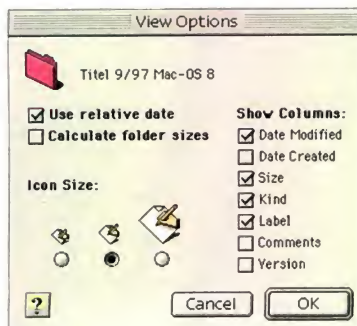 View Options
Titel 9/97 Mac-OS 8
Use relative date
Calculate folder sizes
Icon Size:
Show Columns:
Date Modified
Date Created
Size
Kind
Label
Comments
Version
?
Cancel
OK